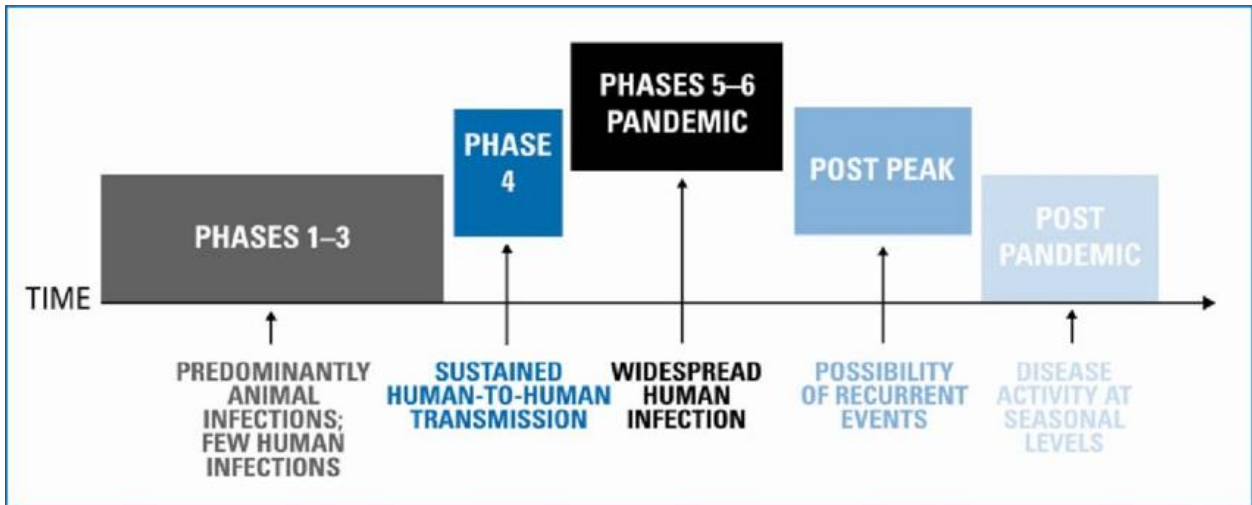 PHASES 5–6
PANDEMIC
PHASE
4
POST PEAK
PHASES 1–3
POST
PANDEMIC
TIME
PREDOMINANTLY
ANIMAL
INFECTIONS;
FEW HUMAN
INFECTIONS
SUSTAINED
HUMAN-TO-HUMAN
TRANSMISSION
WIDESPREAD
HUMAN
INFECTION
POSSIBILITY
OF RECURRENT
EVENTS
DISEASE
ACTIVITY AT
SEASONAL
LEVELS